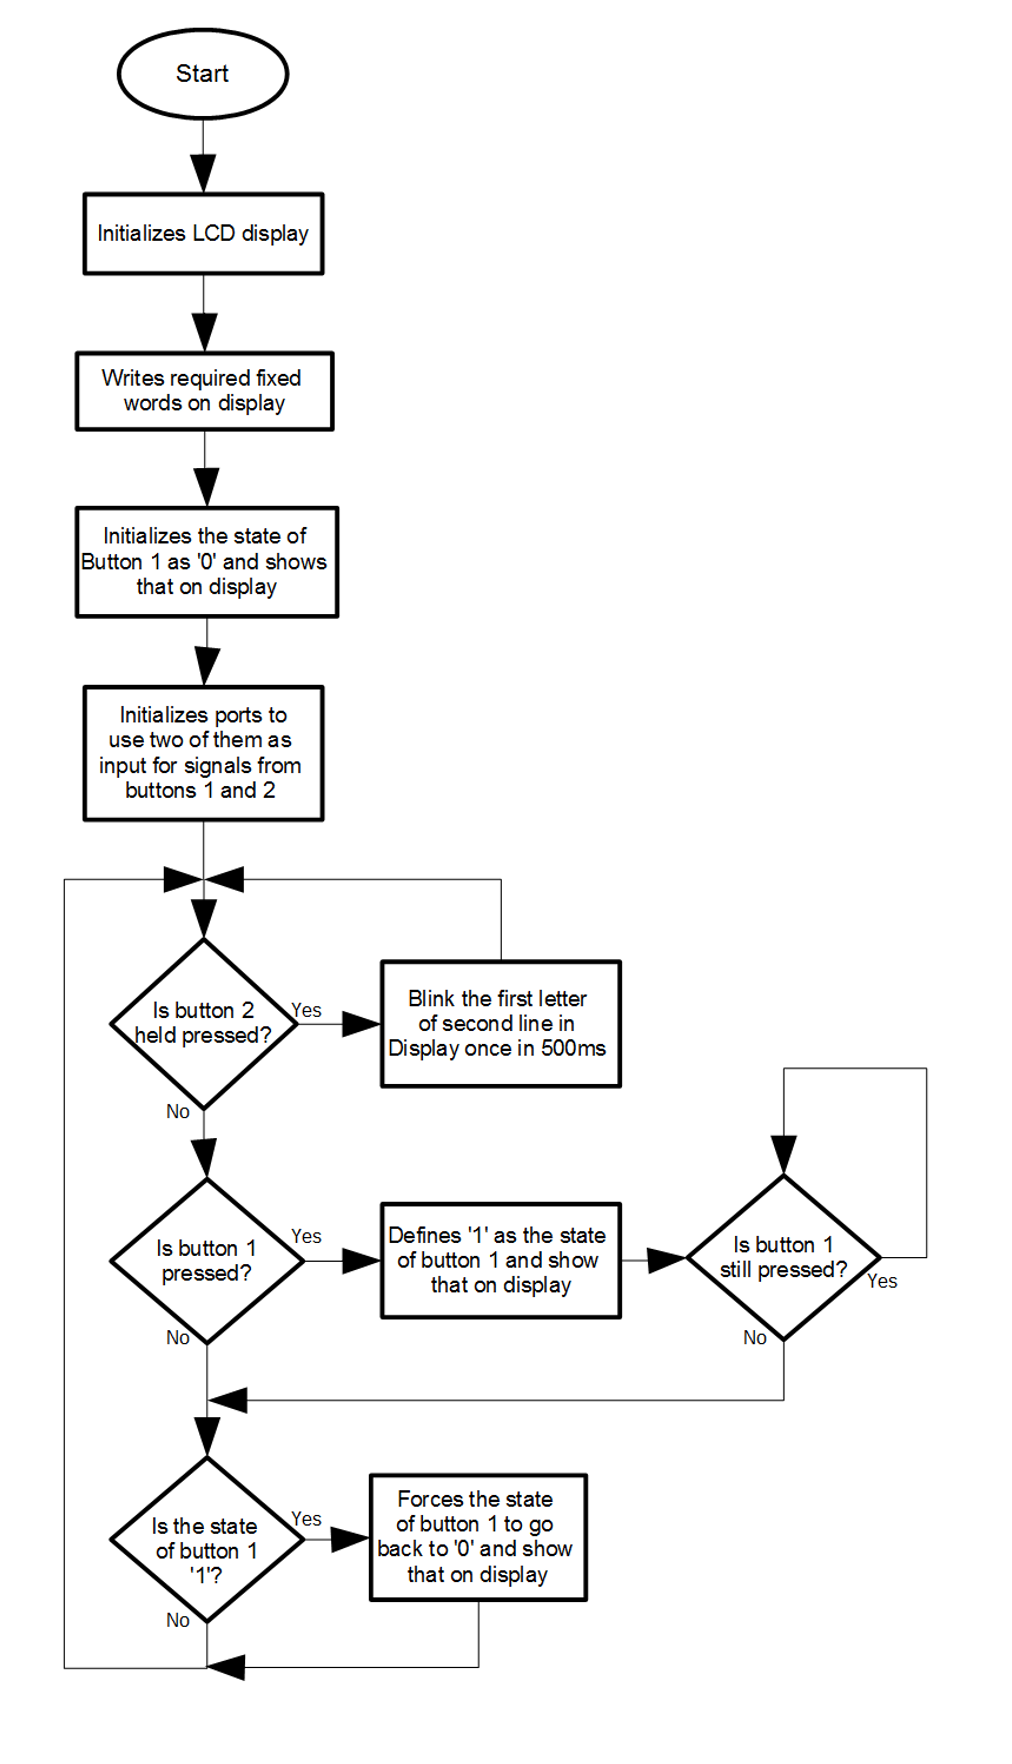 Start
Initializes LCD display
Writes required fixed
words on display
Initializes the state of
Button 1 as '0' and shows
that on display
Initializes ports to
use two of them as
input for signals from
buttons 1 and 2
Is button 2
held pressed?
Yes
Blink the first letter
of second line in
Display once in 500ms
No
Is button 1
pressed?
Yes
Defines '1' as the state
of button 1 and show
that on display
Is button 1
still pressed?
Yes
No
No
Is the state
of button 1
'1'?
Yes
Forces the state
of button 1 to go
back to '0' and show
that on display
No